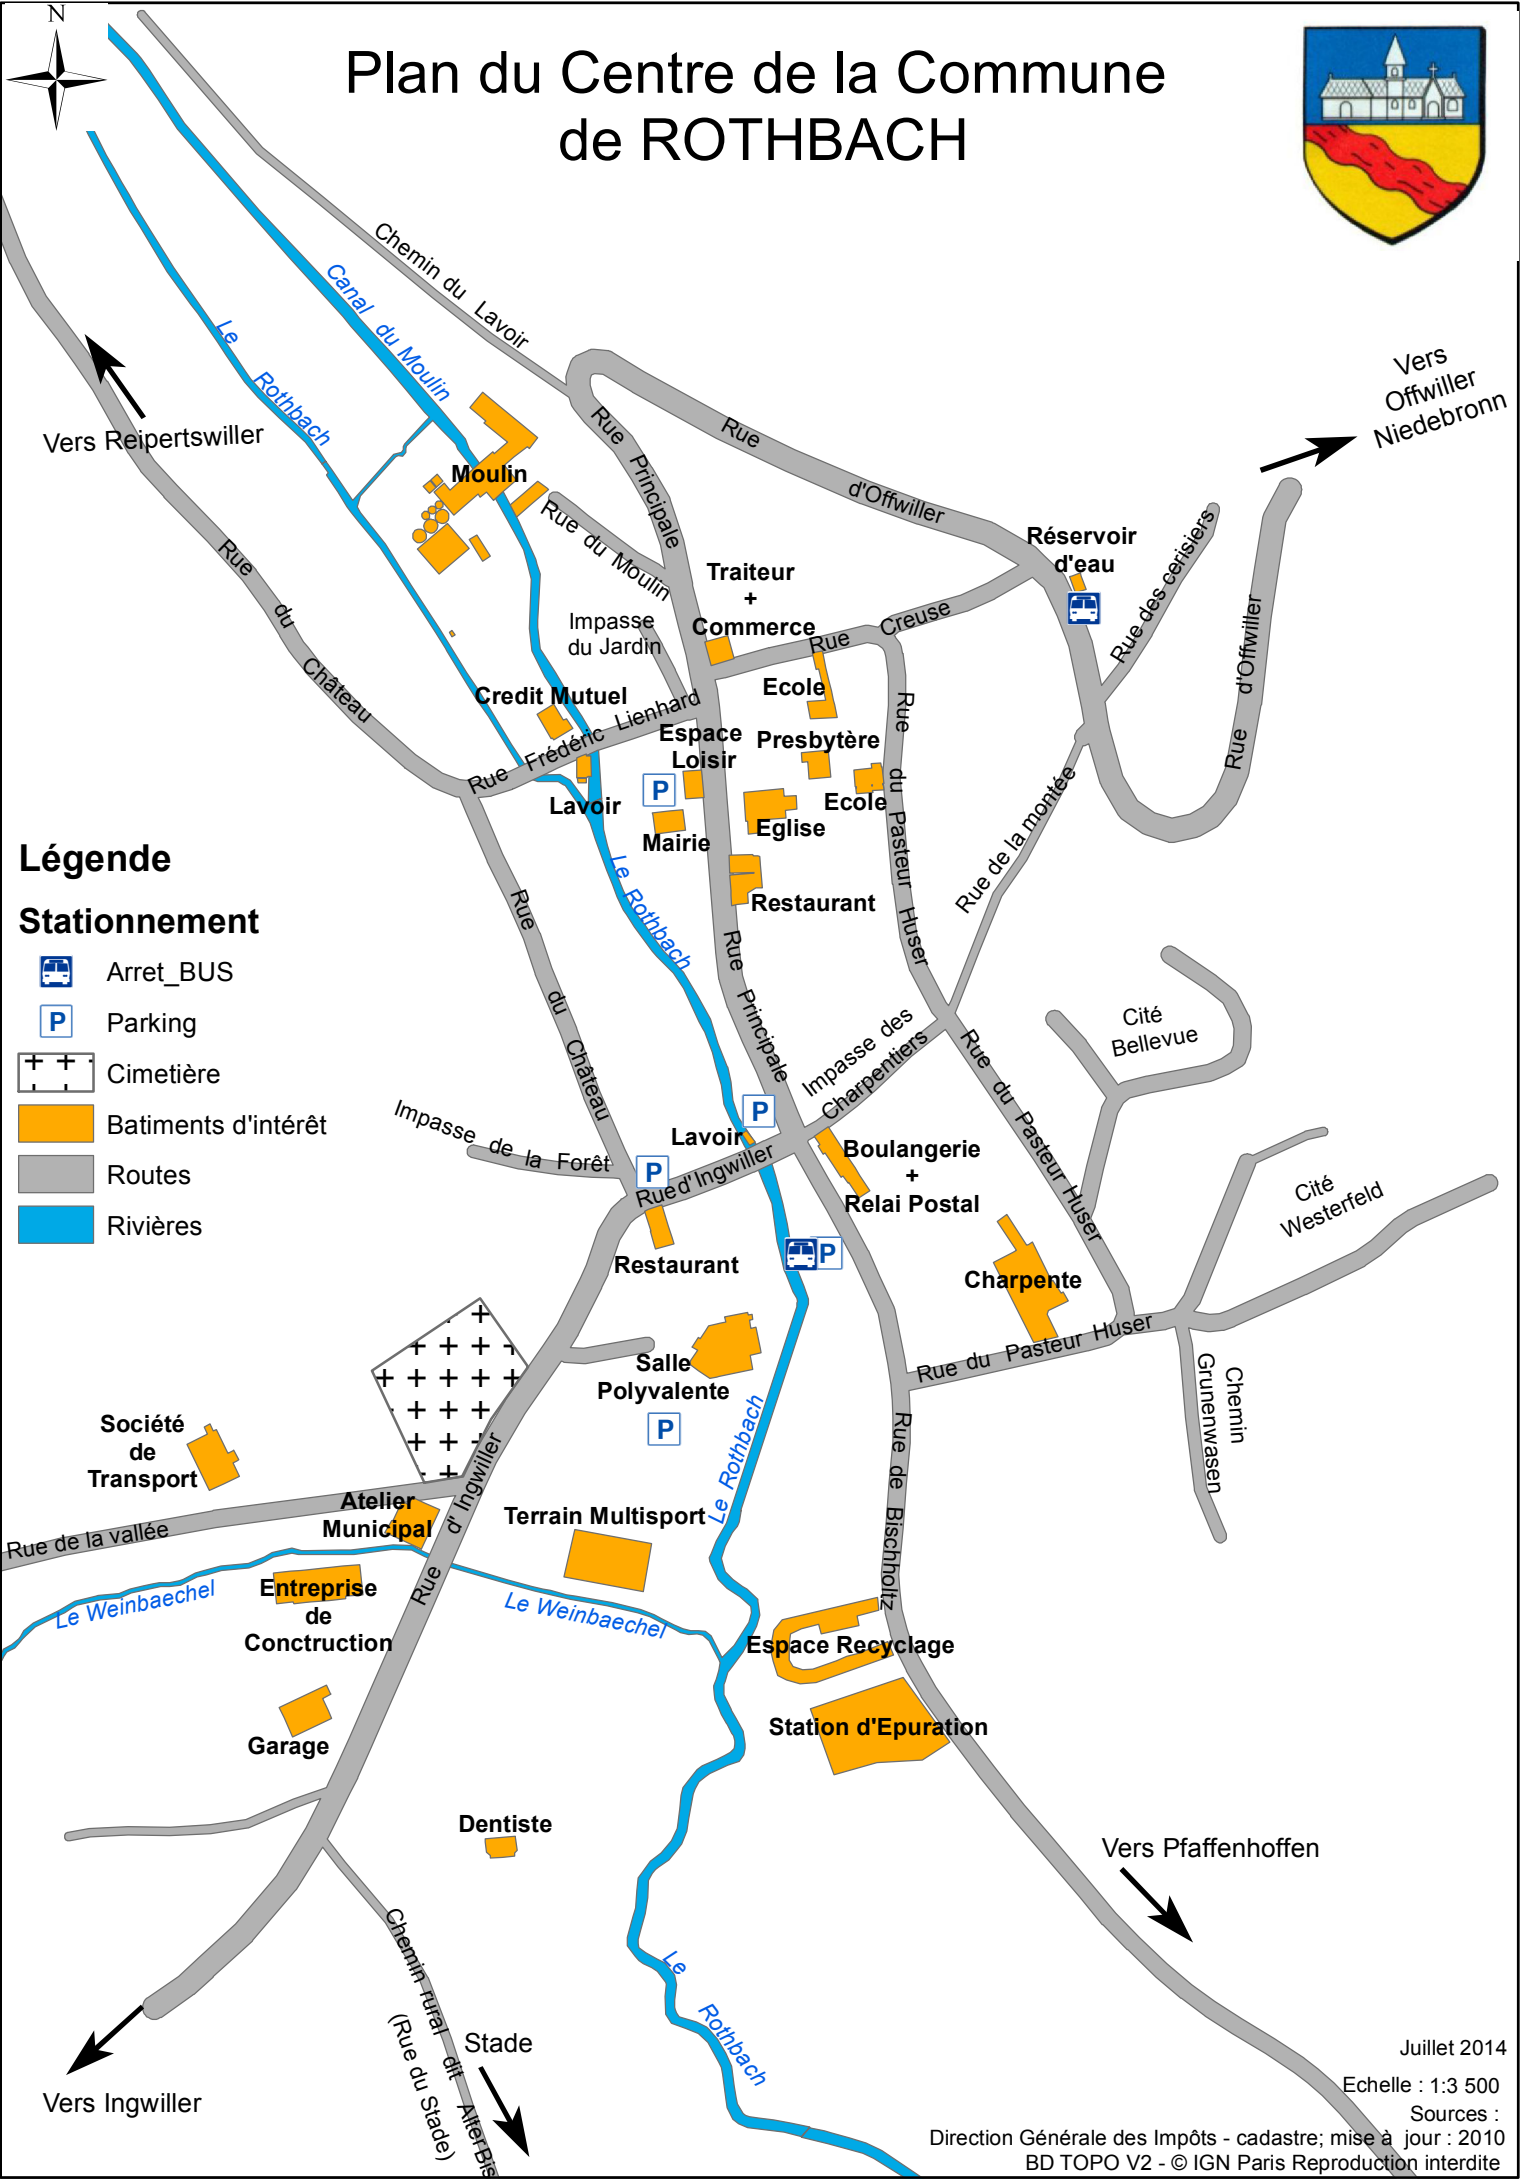 N
Plan du Centre de la Commune
de ROTHBACH
Chemin du Lavoir
Canal du Moulin
Le Rothbach
Vers
Offwiller
Niedebronn
Vers Reipertswiller
Rue Principale
Rue d'Offwiller
Moulin
Rue du Moulin
Réservoir
d'eau
Rue des cerisiers
Rue d'Offwiller
Rue du Château
Traiteur
+
Commerce
Impasse
du Jardin
Rue Creuse
Credit Mutuel
Ecole
Rue Frédéric Lienhard
Espace
Loisir
Presbytère
Rue du Pasteur Huser
P
Lavoir
Mairie
Eglise
Ecole
Rue de la montée
Le Rothbach
Restaurant
Légende
Stationnement
Arret_BUS
P Parking
Cimetière
Batiments d'intérêt
Routes
Rivières
Rue du Château
Rue Principale
Impasse des
Charpentiers
Cité
Bellevue
Rue du Pasteur Huser
Impasse de la Forêt
P
Lavoir
P
Rue d'Ingwiller
Boulangerie
+
Relai Postal
Cité
Westerfeld
Restaurant
P
Charpente
Rue du Pasteur Huser
Salle
Polyvalente
P
Chemin
Grunenwasen
Société
de
Transport
Le Rothbach
Rue de Bischholtz
Rue d' Ingwiller
Atelier
Municipal
Terrain Multisport
Rue de la vallée
Le Weinbaechel
Entreprise
de
Conctruction
Le Weinbaechel
Espace Recyclage
Station d'Epuration
Garage
Dentiste
Vers Pfaffenhoffen
Chemin rural dit AlterBis
(Rue du Stade)
Stade
Le Rothbach
Vers Ingwiller
Juillet 2014
Echelle : 1:3 500
Sources :
Direction Générale des Impôts - cadastre; mise à jour : 2010
BD TOPO V2 - © IGN Paris Reproduction interdite